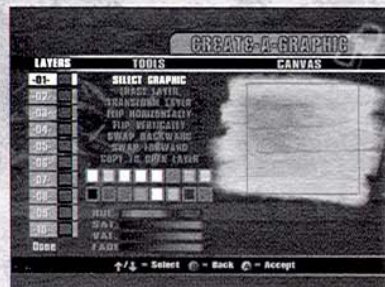 CREATE-A-GRAPHIC
LAYERS TOOLS CANVAS
-01- SELECT GRAPHIC
-02- ERASE LAYER
-03- TRANSFORM LAYER
-04- FLIP HORIZONTALLY
-05- FLIP VERTICALLY
-06- SWAP BACKWARD
-07- SWAP FORWARD
-08- COPY TO OPEN LAYER
-09- HUE
-10- SAT.
VAL.
Done FADE
↑/↓ = Select B = Back A = Accept